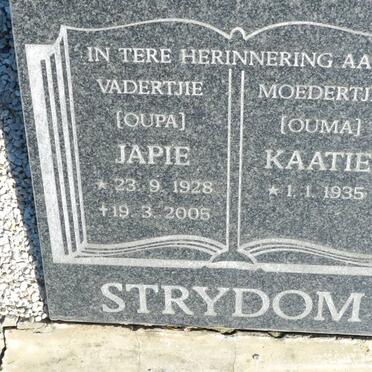 IN TERE HERINNERING AA
VADERTJIE
[OUPA]
JAPIE
★ 23. 9. 1928
✝ 19. 3. 2005
MOEDERTJ
[OUMA]
KAATIE
★ 1. 1. 1935
STRYDOM